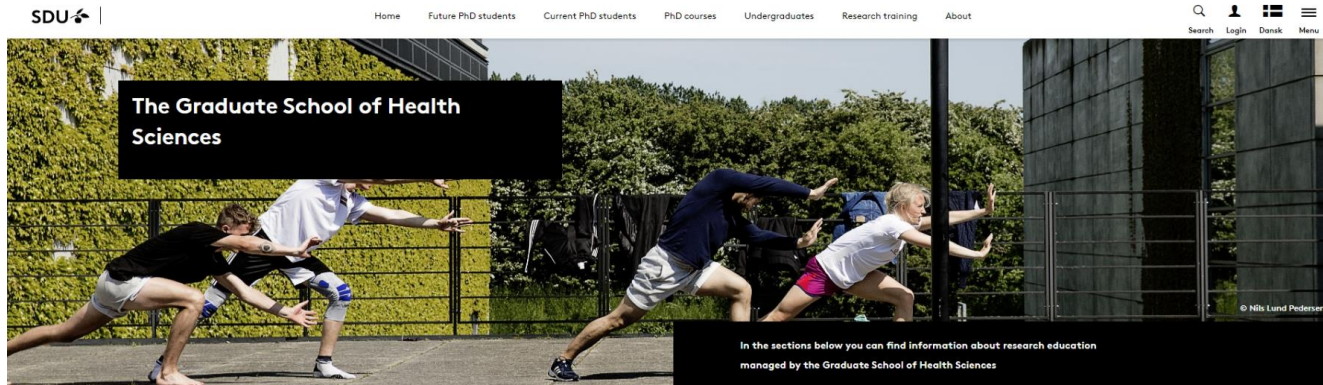 SDU
Home Future PhD students Current PhD students PhD courses Undergraduates Research training About
Search Login Dansk Menu
The Graduate School of Health
Sciences
© Nils Lund Pedersen
In the sections below you can find information about research education
managed by the Graduate School of Health Sciences